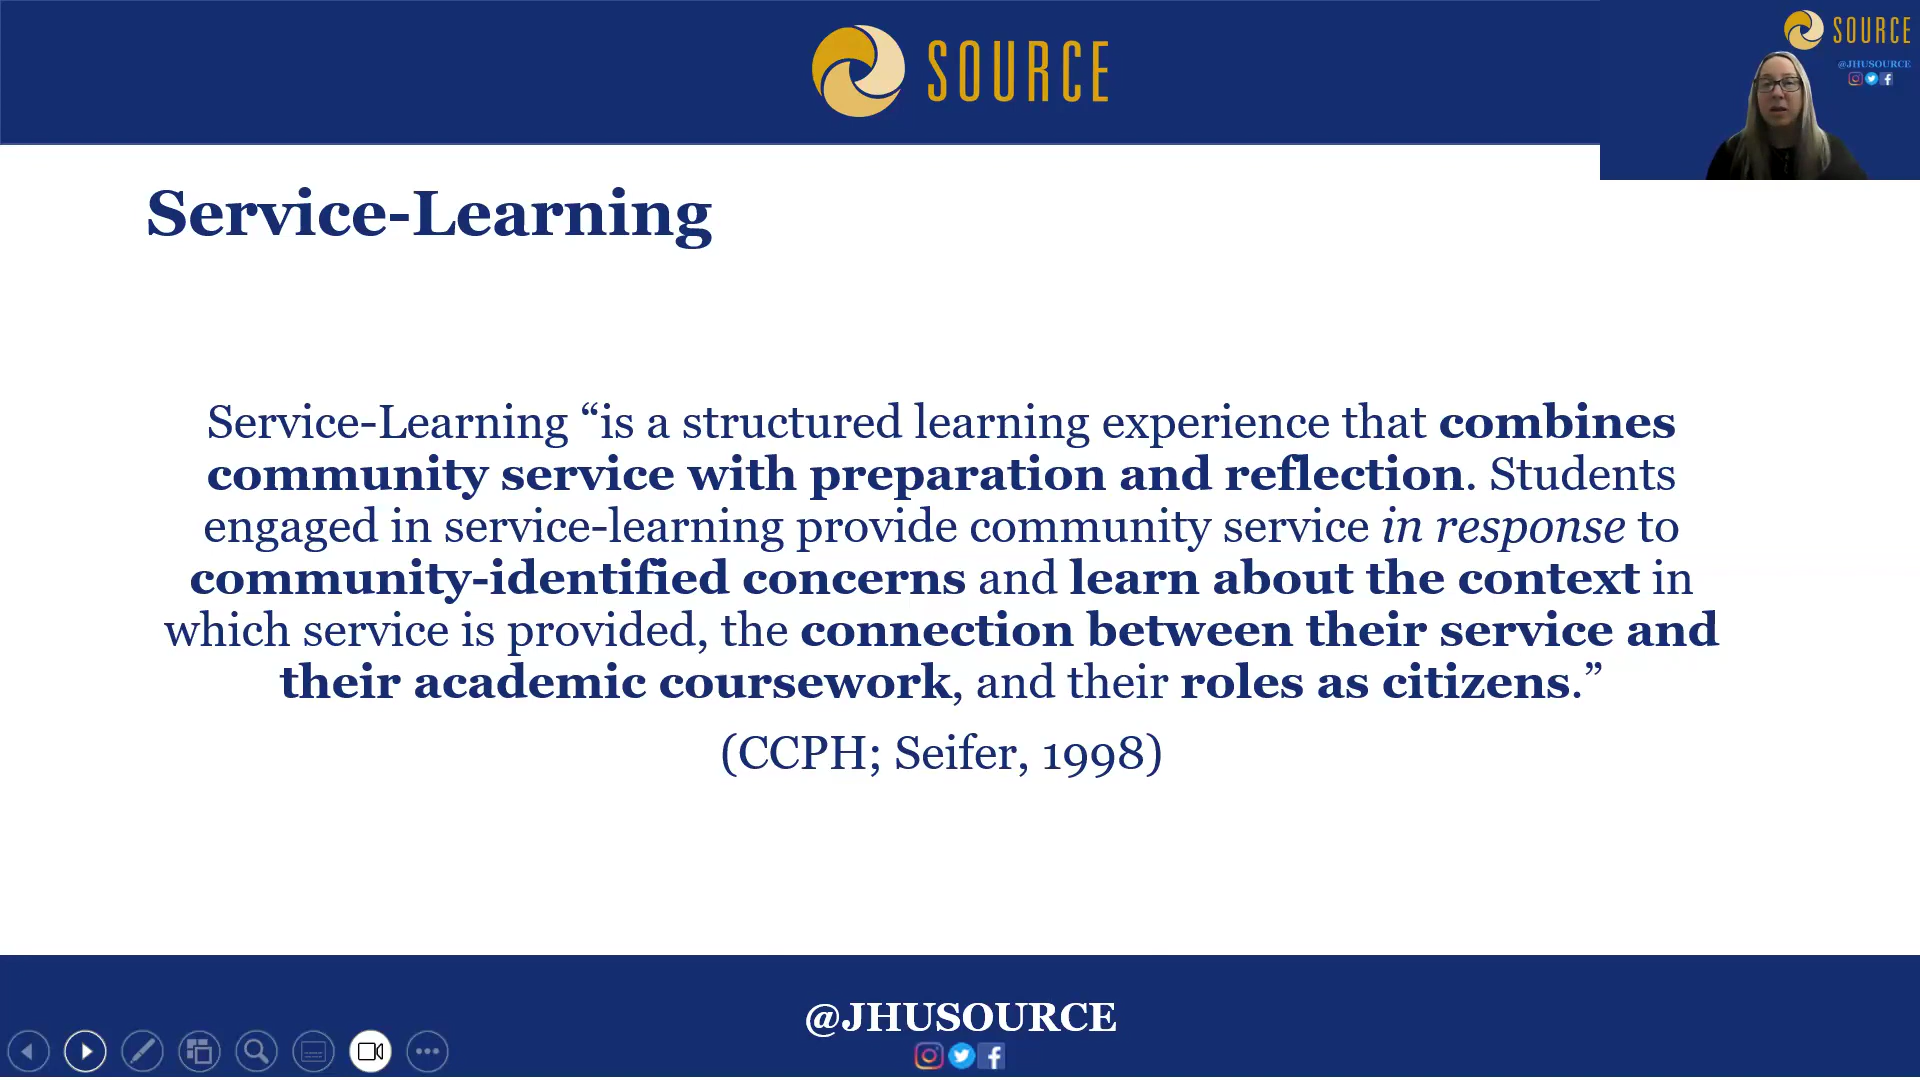 SOURCE
SOURCE
@JHUSOURCE
Service-Learning
Service-Learning “is a structured learning experience that combines
community service with preparation and reflection. Students
engaged in service-learning provide community service in response to
community-identified concerns and learn about the context in
which service is provided, the connection between their service and
their academic coursework, and their roles as citizens.”
(CCPH; Seifer, 1998)
@JHUSOURCE